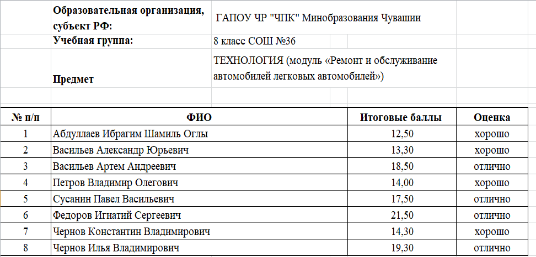 Образовательная организация,
субъект РФ:
ГАПОУ ЧР "ЧПК" Минобразования Чувашии
Учебная группа:
8 класс СОШ №36
Предмет
ТЕХНОЛОГИЯ (модуль «Ремонт и обслуживание
автомобилей легковых автомобилей»)
№ п/п ФИО Итоговые баллы Оценка
1 Абдуллаев Ибрагим Шамиль Оглы 12,50 хорошо
2 Васильев Александр Юрьевич 13,30 хорошо
3 Васильев Артем Андреевич 18,50 отлично
4 Петров Владимир Олегович 14,00 хорошо
5 Сусанин Павел Васильевич 17,50 отлично
6 Федоров Игнатий Сергеевич 21,50 отлично
7 Чернов Константин Владимирович 14,30 хорошо
8 Чернов Илья Владимирович 19,30 отлично